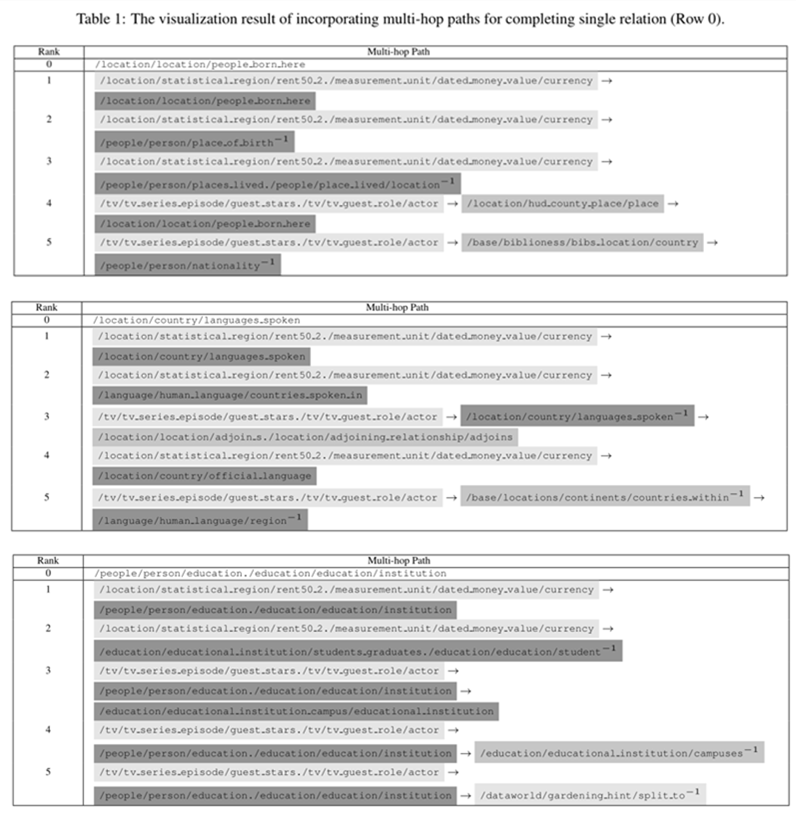 Table 1: The visualization result of incorporating multi-hop paths for completing single relation (Row 0).
Rank Multi-hop Path
0 /location/location/people_born_here
1 /location/statistical_region/rent50_2./measurement_unit/dated_money_value/currency →
/location/location/people_born_here
2 /location/statistical_region/rent50_2./measurement_unit/dated_money_value/currency →
/people/person/place_of_birth⁻¹
3 /location/statistical_region/rent50_2./measurement_unit/dated_money_value/currency →
/people/person/places_lived./people/place_lived/location⁻¹
4 /tv/tv_series_episode/guest_stars./tv/tv_guest_role/actor → /location/hud_county_place/place →
/location/location/people_born_here
5 /tv/tv_series_episode/guest_stars./tv/tv_guest_role/actor → /base/biblioness/bibs_location/country →
/people/person/nationality⁻¹
Rank Multi-hop Path
0 /location/country/languages_spoken
1 /location/statistical_region/rent50_2./measurement_unit/dated_money_value/currency →
/location/country/languages_spoken
2 /location/statistical_region/rent50_2./measurement_unit/dated_money_value/currency →
/language/human_language/countries_spoken_in
3 /tv/tv_series_episode/guest_stars./tv/tv_guest_role/actor → /location/country/languages_spoken⁻¹ →
/location/location/adjoin_s./location/adjoining_relationship/adjoins
4 /location/statistical_region/rent50_2./measurement_unit/dated_money_value/currency →
/location/country/official_language
5 /tv/tv_series_episode/guest_stars./tv/tv_guest_role/actor → /base/locations/continents/countries_within⁻¹ →
/language/human_language/region⁻¹
Rank Multi-hop Path
0 /people/person/education./education/education/institution
1 /location/statistical_region/rent50_2./measurement_unit/dated_money_value/currency →
/people/person/education./education/education/institution
2 /location/statistical_region/rent50_2./measurement_unit/dated_money_value/currency →
/education/educational_institution/students_graduates./education/education/student⁻¹
3 /tv/tv_series_episode/guest_stars./tv/tv_guest_role/actor →
/people/person/education./education/education/institution →
/education/educational_institution_campus/educational_institution
4 /tv/tv_series_episode/guest_stars./tv/tv_guest_role/actor →
/people/person/education./education/education/institution → /education/educational_institution/campuses⁻¹
5 /tv/tv_series_episode/guest_stars./tv/tv_guest_role/actor →
/people/person/education./education/education/institution → /dataworld/gardening_hint/split_to⁻¹